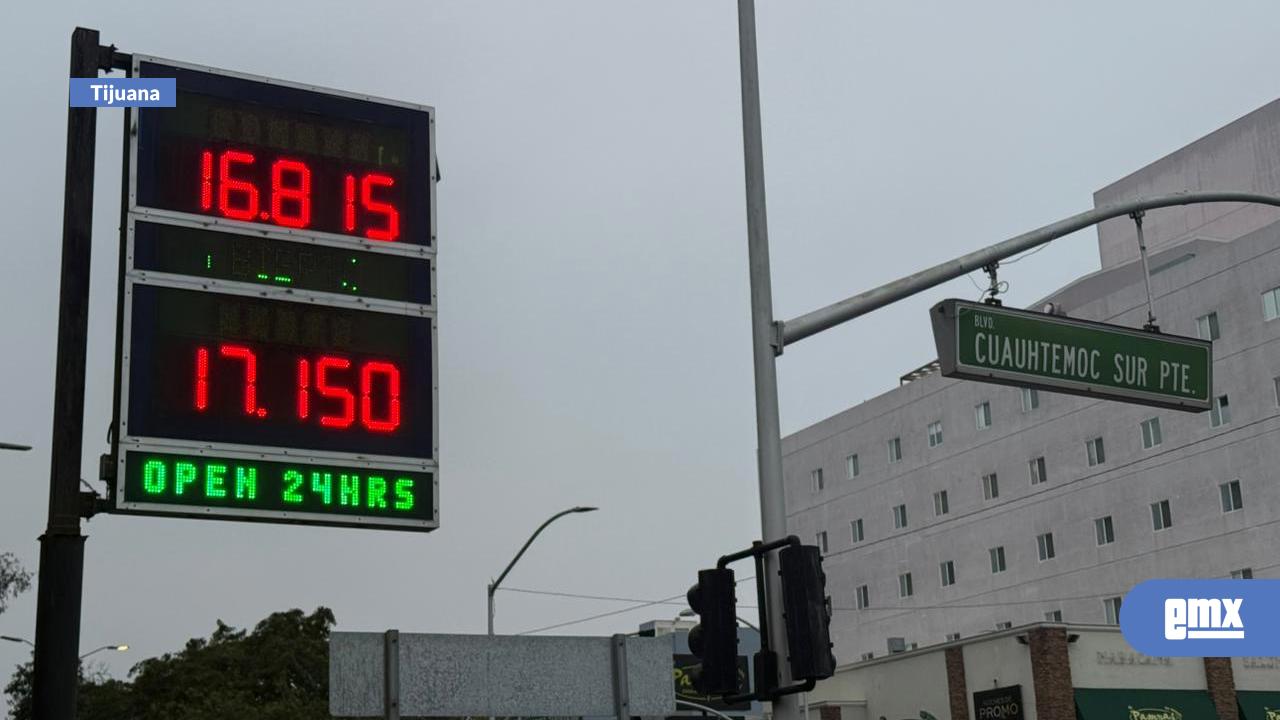 Tijuana
16.815
17.150
OPEN 24HRS
BLVD.
CUAUHTEMOC SUR PTE.
emx
PROMO